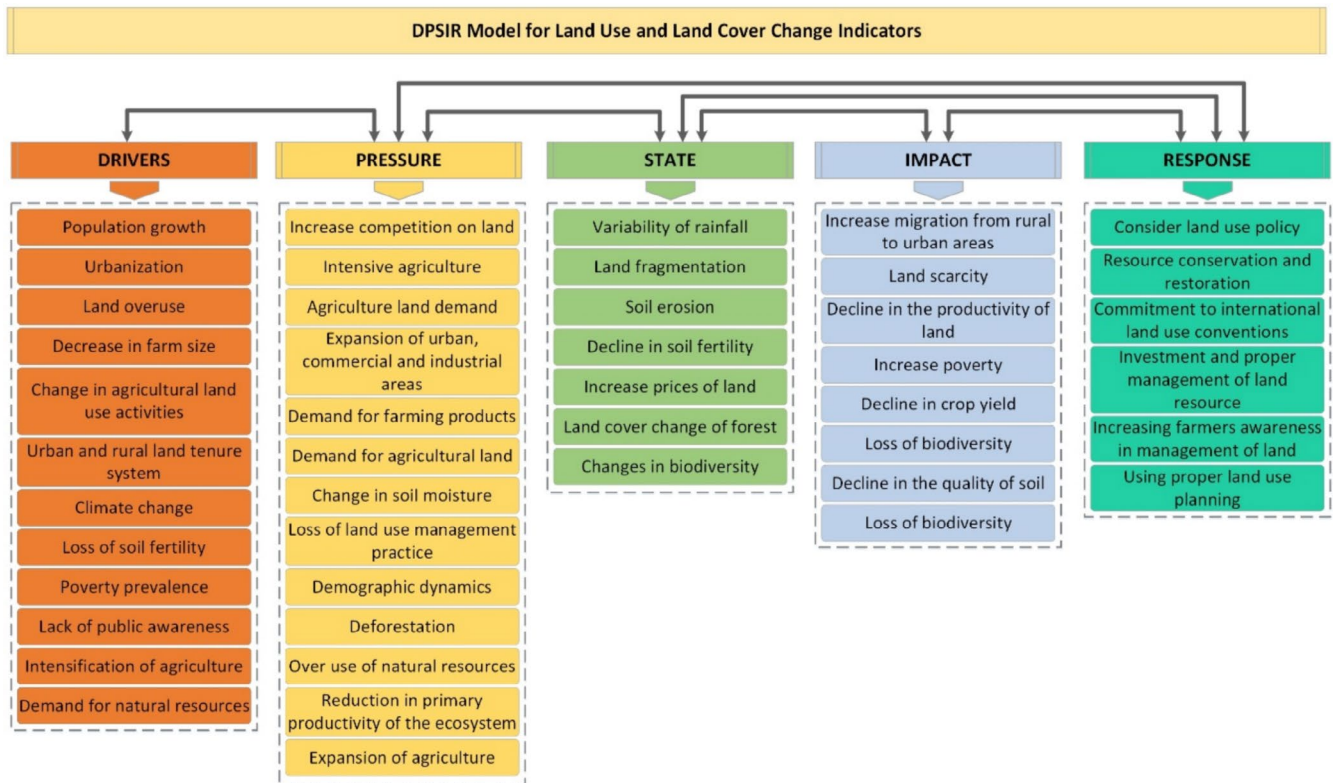 DPSIR Model for Land Use and Land Cover Change Indicators
DRIVERS
Population growth
Urbanization
Land overuse
Decrease in farm size
Change in agricultural land
use activities
Urban and rural land tenure
system
Climate change
Loss of soil fertility
Poverty prevalence
Lack of public awareness
Intensification of agriculture
Demand for natural resources
PRESSURE
Increase competition on land
Intensive agriculture
Agriculture land demand
Expansion of urban,
commercial and industrial
areas
Demand for farming products
Demand for agricultural land
Change in soil moisture
Loss of land use management
practice
Demographic dynamics
Deforestation
Over use of natural resources
Reduction in primary
productivity of the ecosystem
Expansion of agriculture
STATE
Variability of rainfall
Land fragmentation
Soil erosion
Decline in soil fertility
Increase prices of land
Land cover change of forest
Changes in biodiversity
IMPACT
Increase migration from rural
to urban areas
Land scarcity
Decline in the productivity of
land
Increase poverty
Decline in crop yield
Loss of biodiversity
Decline in the quality of soil
Loss of biodiversity
RESPONSE
Consider land use policy
Resource conservation and
restoration
Commitment to international
land use conventions
Investment and proper
management of land
resource
Increasing farmers awareness
in management of land
Using proper land use
planning